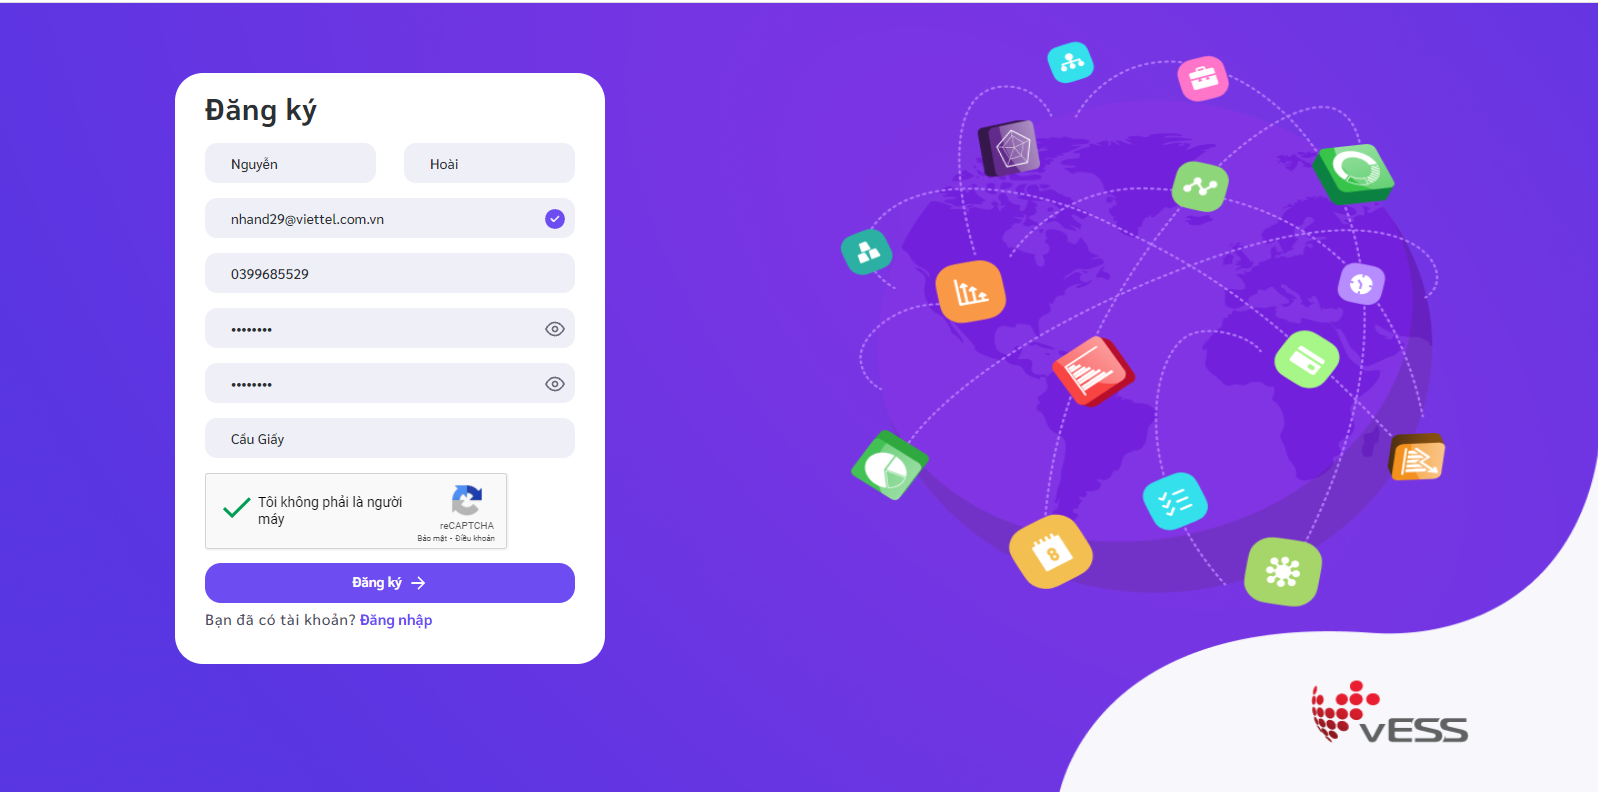 Đăng ký
Nguyễn
Hoài
nhand29@viettel.com.vn
0399685529
••••••••
••••••••
Cầu Giấy
Tôi không phải là người
máy
reCAPTCHA
Bảo mật - Điều khoản
Đăng ký
Bạn đã có tài khoản? Đăng nhập
8
vESS